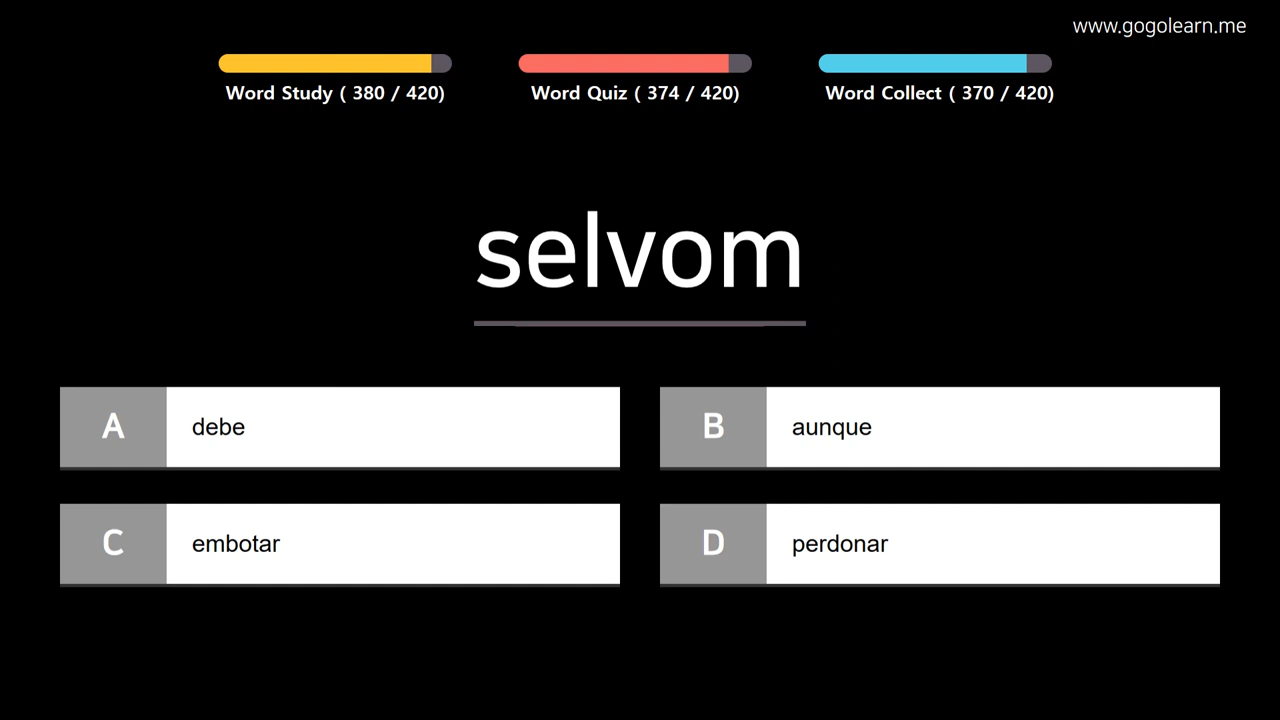 www.gogolearn.me
Word Study ( 380 / 420)
Word Quiz ( 374 / 420)
Word Collect ( 370 / 420)
selvom
A debe
B aunque
C embotar
D perdonar